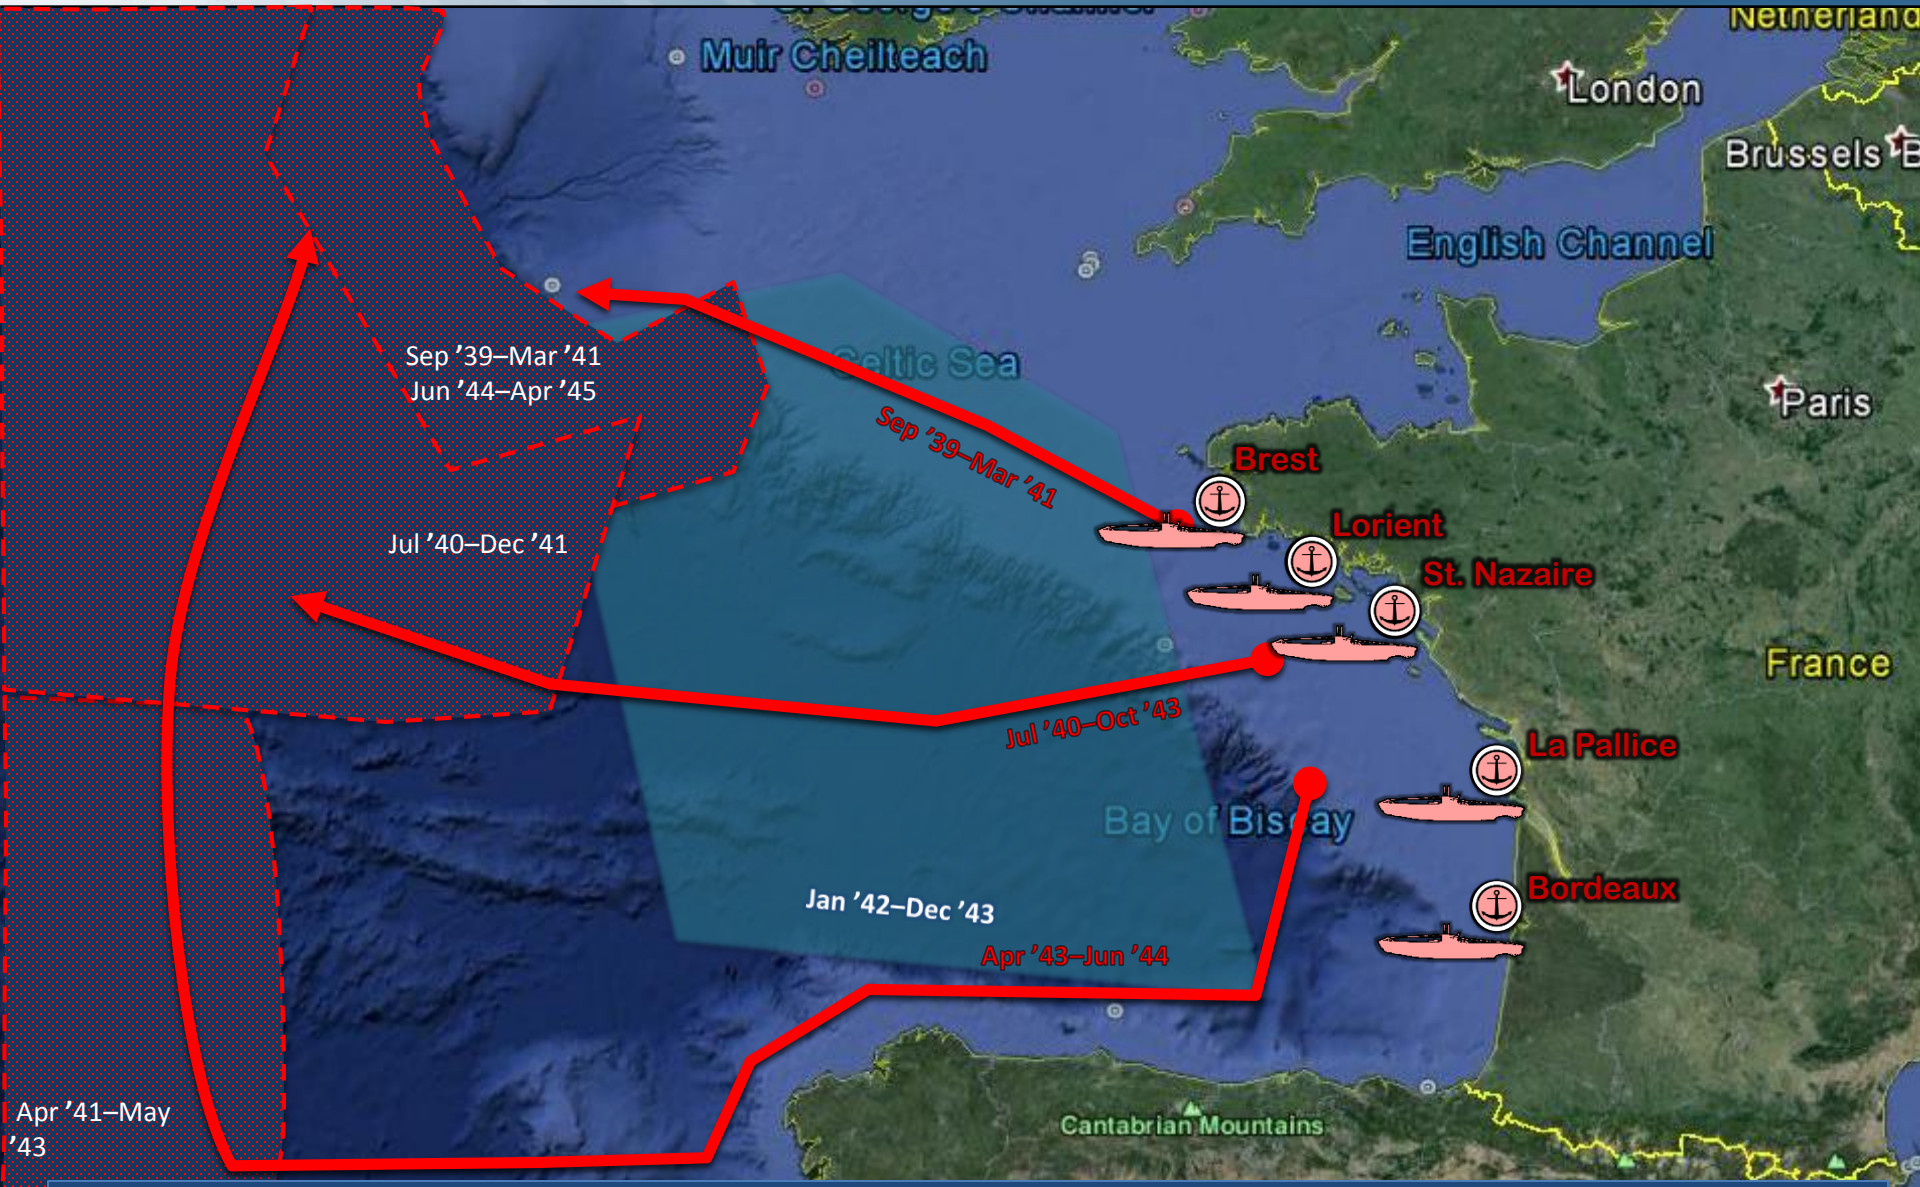 Muir Cheilteach
London
Brussels
English Channel
Sep '39–Mar '41
Jun '44–Apr '45
Celtic Sea
Paris
Sep '39–Mar '41
Brest
Lorient
Jul '40–Dec '41
St. Nazaire
France
Jul '40–Oct '43
La Pallice
Bay of Biscay
Bordeaux
Jan '42–Dec '43
Apr '43–Jun '44
Apr '41–May
'43
Cantabrian Mountains